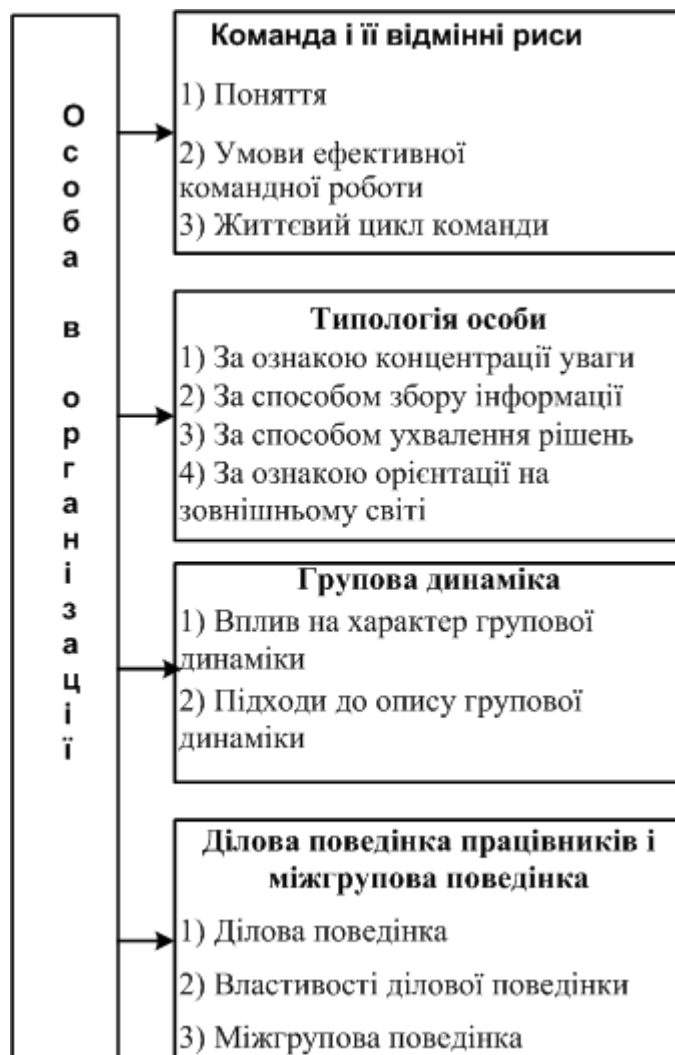 Особа в організації
Команда і її відмінні риси
1) Поняття
2) Умови ефективної
командної роботи
3) Життєвий цикл команди
Типологія особи
1) За ознакою концентрації уваги
2) За способом збору інформації
3) За способом ухвалення рішень
4) За ознакою орієнтації на
зовнішньому світі
Групова динаміка
1) Вплив на характер групової
динаміки
2) Підходи до опису групової
динаміки
Ділова поведінка працівників і
міжгрупова поведінка
1) Ділова поведінка
2) Властивості ділової поведінки
3) Міжгрупова поведінка